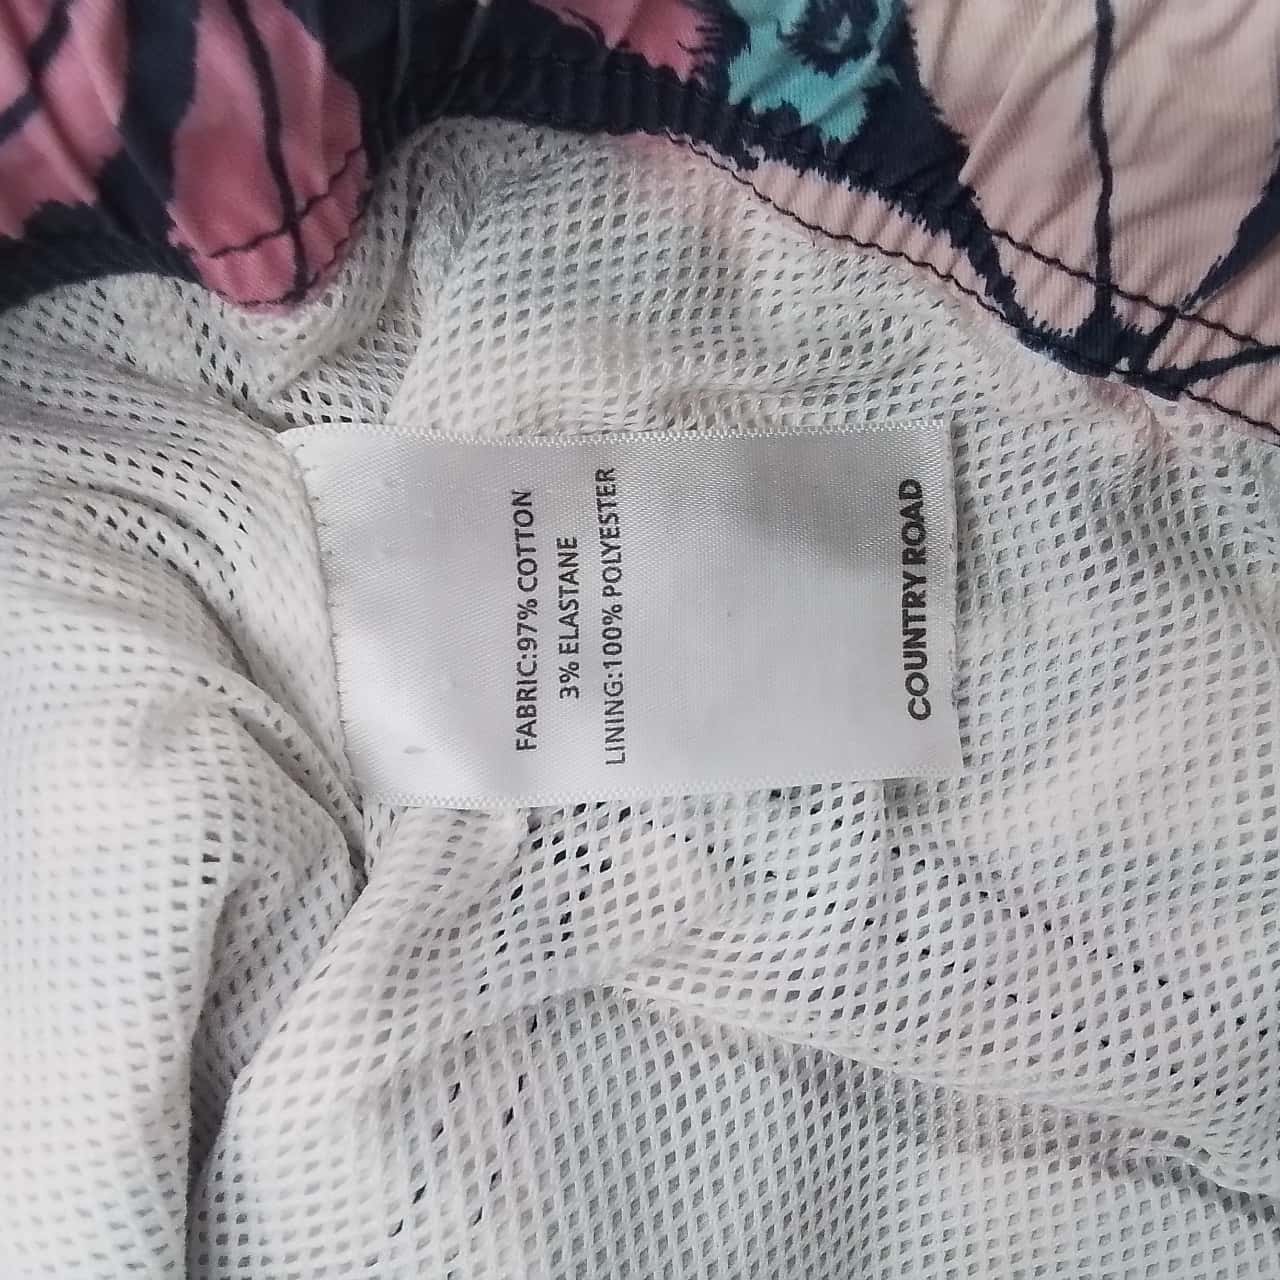 FABRIC:97% COTTON
3% ELASTANE
LINING:100% POLYESTER
COUNTRY ROAD